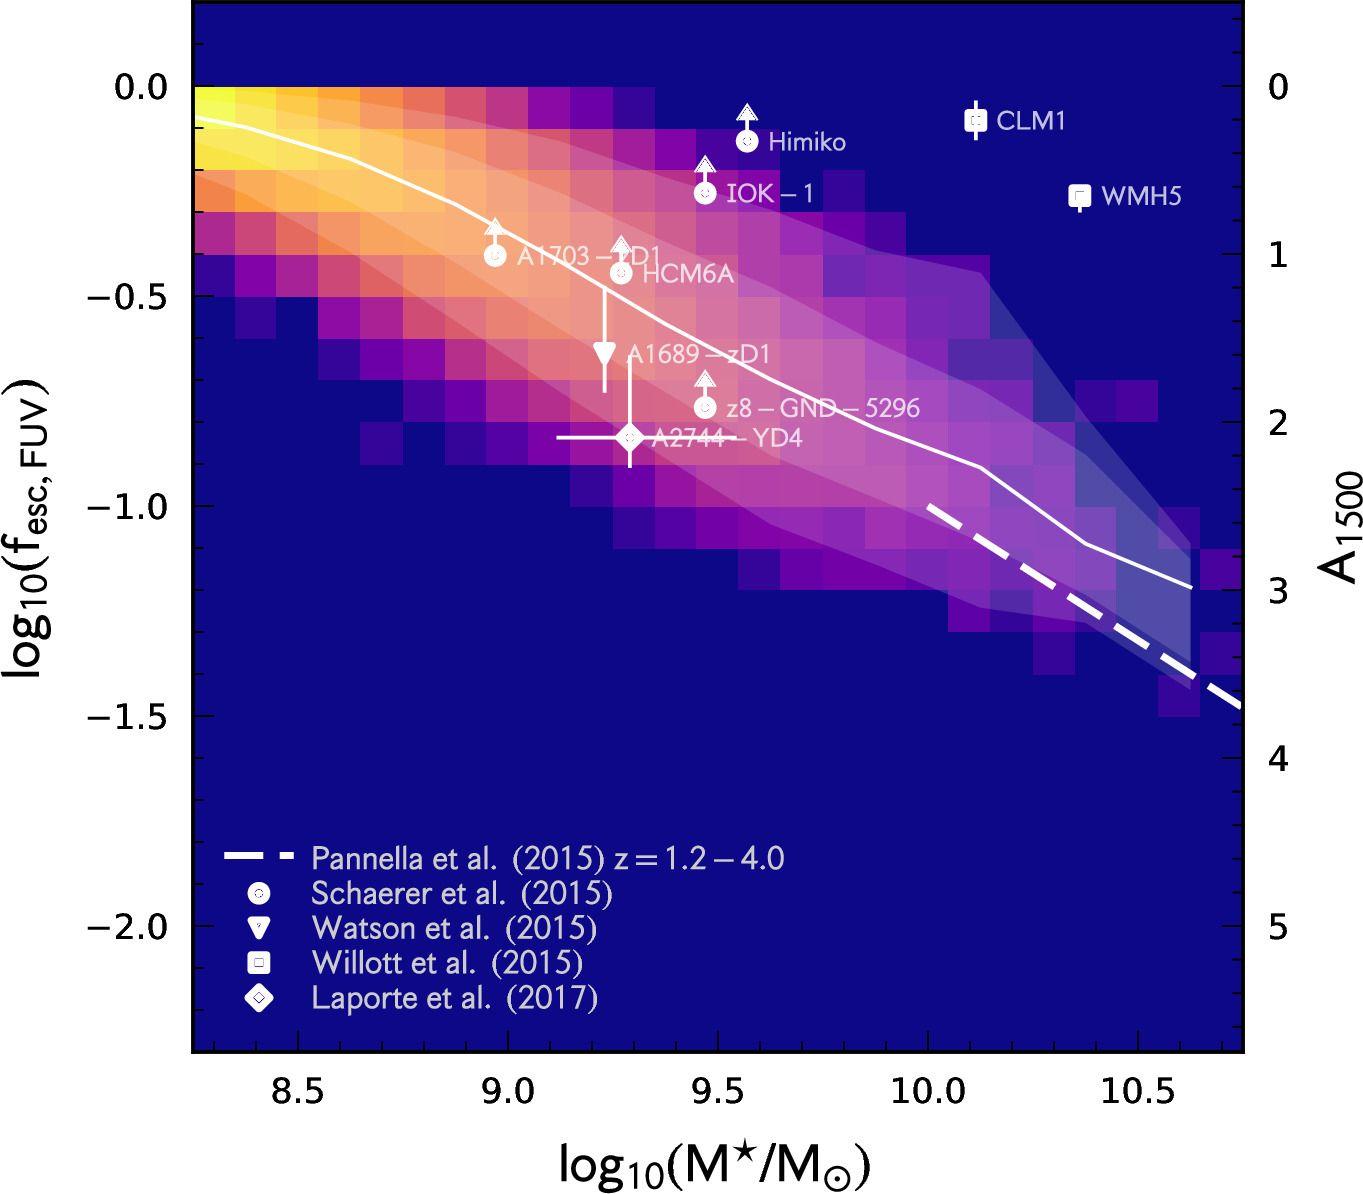 0.0
−0.5
−1.0
−1.5
−2.0
log10(fesc, FUV)
0
1
2
3
4
5
A1500
Himiko
CLM1
IOK − 1
WMH5
A1703 − zD1
HCM6A
A1689 − zD1
z8 − GND − 5296
A2744 − YD4
Pannella et al. (2015) z = 1.2 − 4.0
Schaerer et al. (2015)
Watson et al. (2015)
Willott et al. (2015)
Laporte et al. (2017)
8.5 9.0 9.5 10.0 10.5
log10(M★/M⊙)